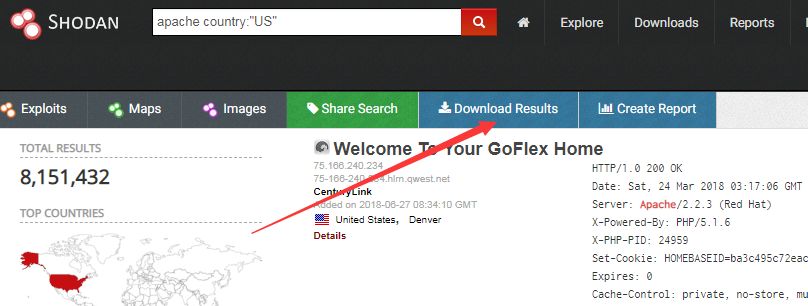 SHODAN
apache country:"US"
Explore
Downloads
Reports
Exploits
Maps
Images
Share Search
Download Results
Create Report
TOTAL RESULTS
8,151,432
TOP COUNTRIES
Welcome To Your GoFlex Home
75.166.240.234
75-166-240-234.hlrn.qwest.net
CenturyLink
Added on 2018-06-27 08:34:10 GMT
United States, Denver
Details
HTTP/1.0 200 OK
Date: Sat, 24 Mar 2018 03:17:06 GMT
Server: Apache/2.2.3 (Red Hat)
X-Powered-By: PHP/5.1.6
X-PHP-PID: 24959
Set-Cookie: HOMEBASEID=ba3c495c72eac
Expires: 0
Cache-Control: private, no-store, mu